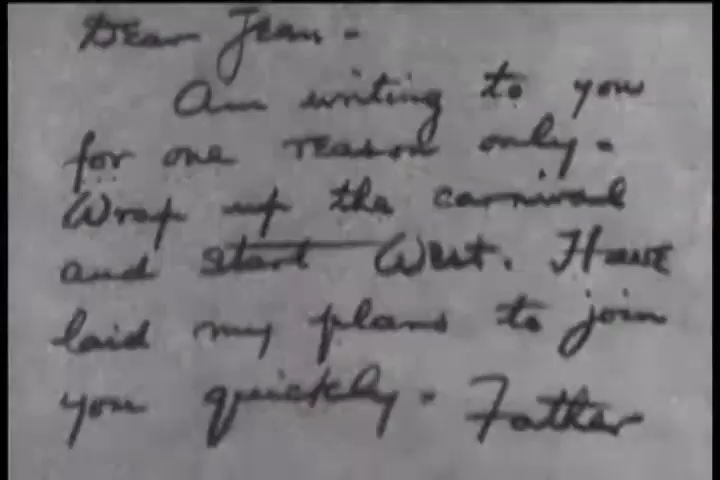 Dear Jean -
Am writing to you
for one reason only -
Wrap up the carnival
and start West. Have
laid my plans to join
you quickly - Father